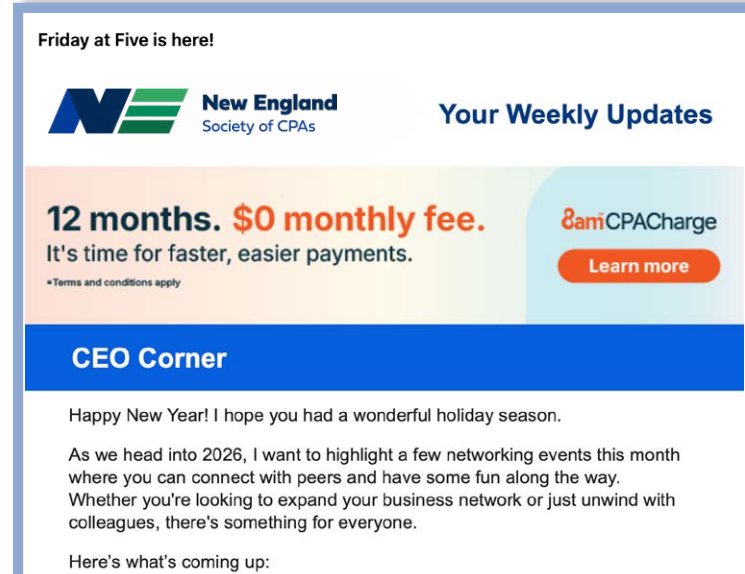 Friday at Five is here!
New England
Society of CPAs
Your Weekly Updates
12 months. $0 monthly fee.
It's time for faster, easier payments.
*Terms and conditions apply
8am CPACharge
Learn more
CEO Corner
Happy New Year! I hope you had a wonderful holiday season.
As we head into 2026, I want to highlight a few networking events this month
where you can connect with peers and have some fun along the way.
Whether you're looking to expand your business network or just unwind with
colleagues, there's something for everyone.
Here’s what’s coming up: